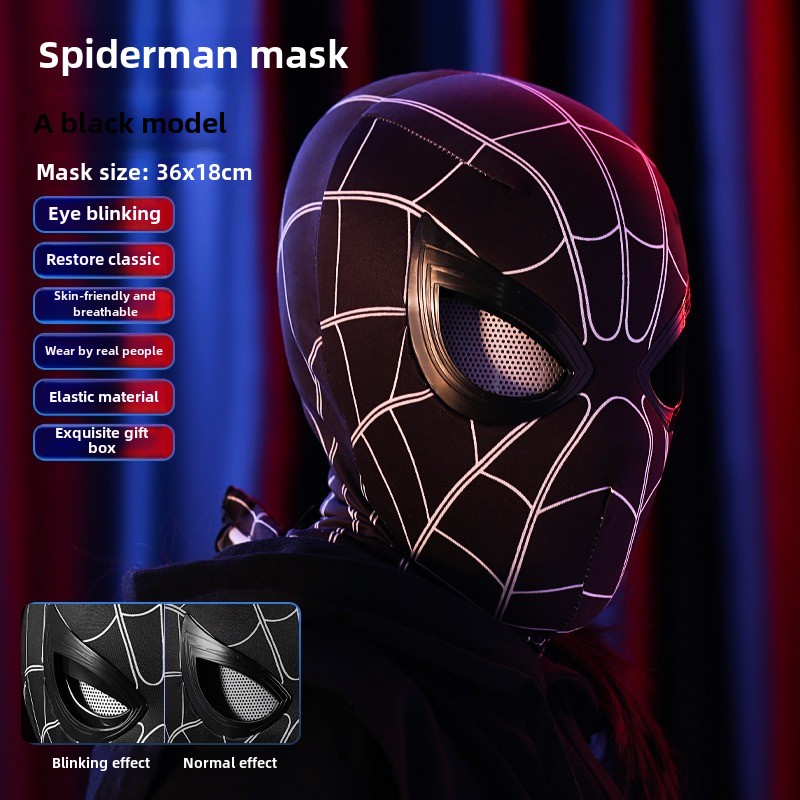 Spiderman mask
A black model
Mask size: 36x18cm
Eye blinking
Restore classic
Skin-friendly and
breathable
Wear by real people
Elastic material
Exquisite gift
box
Blinking effect
Normal effect